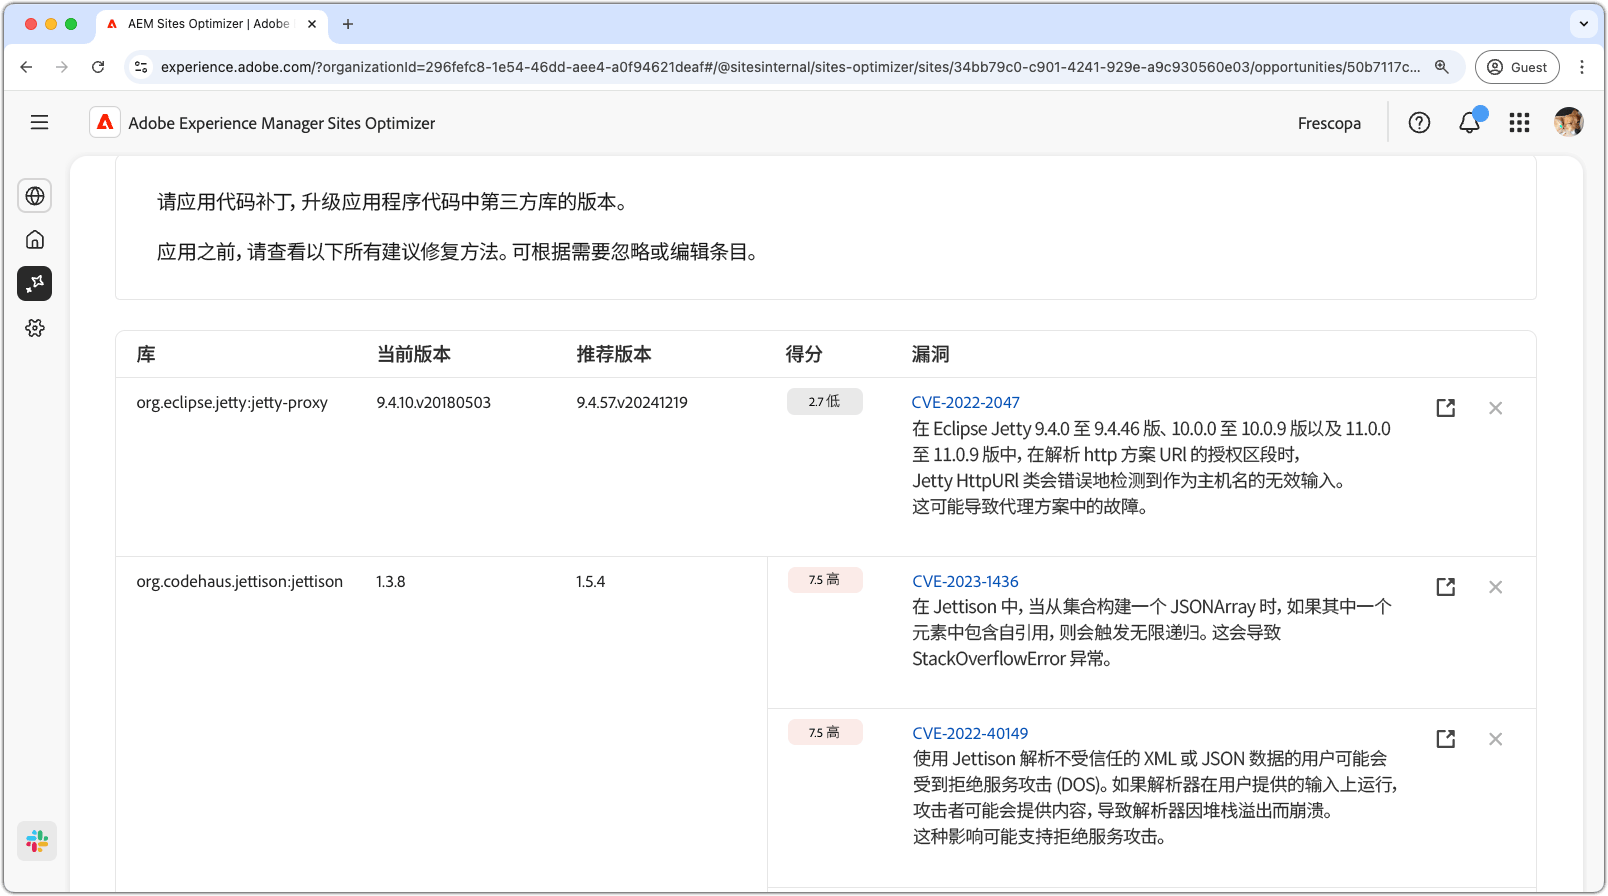 AEM Sites Optimizer | Adobe
experience.adobe.com/?organizationId=296fefc8-1e54-46dd-aee4-a0f94621deaf#/@sitesinternal/sites-optimizer/sites/34bb79c0-c901-4241-929e-a9c930560e03/opportunities/50b7117c...
Guest
Adobe Experience Manager Sites Optimizer
Frescopa
请应用代码补丁，升级应用程序代码中第三方库的版本。
应用之前，请查看以下所有建议修复方法。可根据需要忽略或编辑条目。
库 当前版本 推荐版本 得分 漏洞
org.eclipse.jetty:jetty-proxy 9.4.10.v20180503 9.4.57.v20241219 2.7 低 CVE-2022-2047
在 Eclipse Jetty 9.4.0 至 9.4.46 版、10.0.0 至 10.0.9 版以及 11.0.0
至 11.0.9 版中，在解析 http 方案 URl 的授权区段时，
Jetty HttpURl 类会错误地检测到作为主机名的无效输入。
这可能导致代理方案中的故障。
org.codehaus.jettison:jettison 1.3.8 1.5.4 7.5 高 CVE-2023-1436
在 Jettison 中，当从集合构建一个 JSONArray 时，如果其中一个
元素中包含自引用，则会触发无限递归。这会导致
StackOverflowError 异常。
7.5 高 CVE-2022-40149
使用 Jettison 解析不受信任的 XML 或 JSON 数据的用户可能会
受到拒绝服务攻击 (DOS)。如果解析器在用户提供的输入上运行，
攻击者可能会提供内容，导致解析器因堆栈溢出而崩溃。
这种影响可能支持拒绝服务攻击。